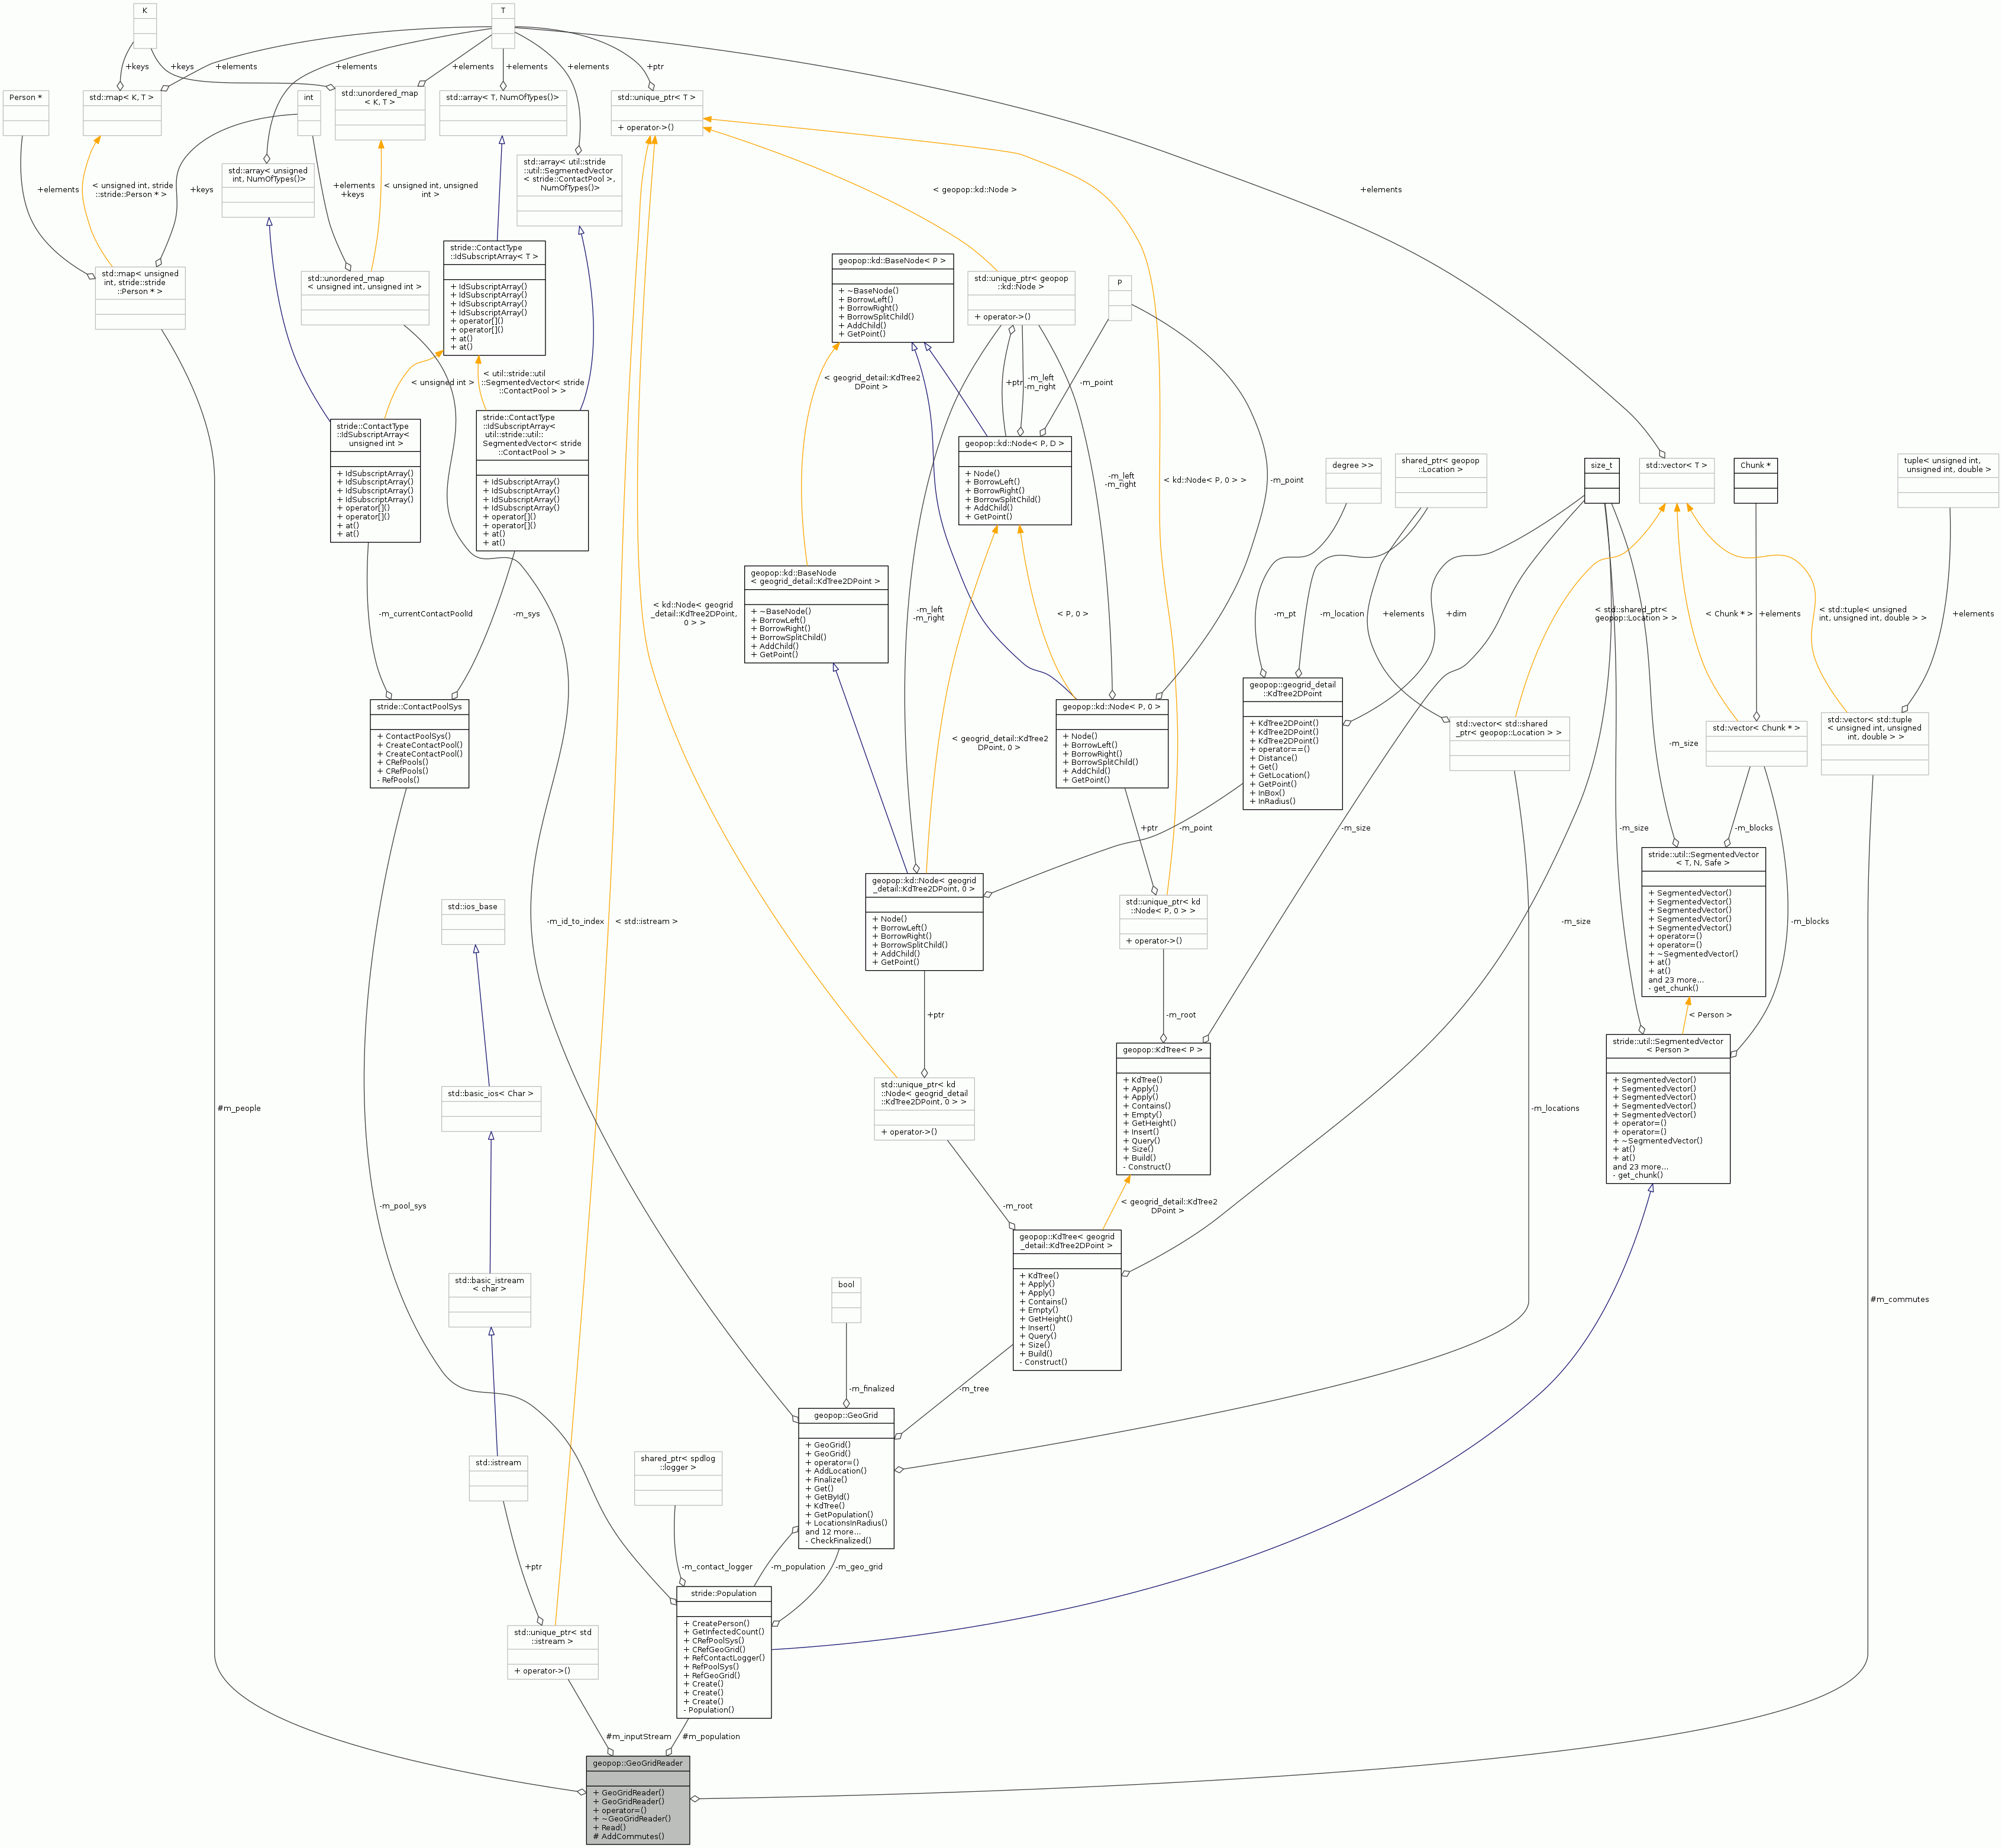 K
T
+keys
+keys
+elements
+elements
+elements
+elements
+elements
+ptr
Person *
std::map< K, T >
int
std::unordered_map
< K, T >
std::array< T, NumOfTypes()>
std::unique_ptr< T >
+ operator->()
std::array< unsigned
int, NumOfTypes()>
std::array< util::stride
::util::SegmentedVector
< stride::ContactPool >,
NumOfTypes()>
+elements
< unsigned int, stride
::stride::Person * >
+keys
+elements
+keys
< unsigned int, unsigned
int >
< geopop::kd::Node >
+elements
std::map< unsigned
int, stride::stride
::Person * >
std::unordered_map
< unsigned int, unsigned int >
stride::ContactType
::IdSubscriptArray< T >
+ IdSubscriptArray()
+ IdSubscriptArray()
+ IdSubscriptArray()
+ IdSubscriptArray()
+ operator[]()
+ operator[]()
+ at()
+ at()
geopop::kd::BaseNode< P >
+ ~BaseNode()
+ BorrowLeft()
+ BorrowRight()
+ BorrowSplitChild()
+ AddChild()
+ GetPoint()
std::unique_ptr< geopop
::kd::Node >
+ operator->()
P
< unsigned int >
< util::stride::util
::SegmentedVector< stride
::ContactPool > >
< geogrid_detail::KdTree2
DPoint >
+ptr
-m_left
-m_right
-m_point
stride::ContactType
::IdSubscriptArray<
unsigned int >
+ IdSubscriptArray()
+ IdSubscriptArray()
+ IdSubscriptArray()
+ IdSubscriptArray()
+ operator[]()
+ operator[]()
+ at()
+ at()
stride::ContactType
::IdSubscriptArray<
util::stride::util::
SegmentedVector< stride
::ContactPool > >
+ IdSubscriptArray()
+ IdSubscriptArray()
+ IdSubscriptArray()
+ IdSubscriptArray()
+ operator[]()
+ operator[]()
+ at()
+ at()
geopop::kd::Node< P, D >
+ Node()
+ BorrowLeft()
+ BorrowRight()
+ BorrowSplitChild()
+ AddChild()
+ GetPoint()
-m_left
-m_right
< kd::Node< P, 0 > >
-m_point
degree >>
shared_ptr< geopop
::Location >
size_t
std::vector< T >
Chunk *
tuple< unsigned int,
unsigned int, double >
geopop::kd::BaseNode
< geogrid_detail::KdTree2DPoint >
+ ~BaseNode()
+ BorrowLeft()
+ BorrowRight()
+ BorrowSplitChild()
+ AddChild()
+ GetPoint()
-m_currentContactPoolId
-m_sys
< kd::Node< geogrid
_detail::KdTree2DPoint,
0 > >
-m_left
-m_right
< P, 0 >
-m_pt
-m_location
+elements
+dim
< std::shared_ptr<
geopop::Location > >
< Chunk * >
+elements
< std::tuple< unsigned
int, unsigned int, double > >
+elements
stride::ContactPoolSys
+ ContactPoolSys()
+ CreateContactPool()
+ CreateContactPool()
+ CRefPools()
+ CRefPools()
- RefPools()
geopop::kd::Node< P, 0 >
+ Node()
+ BorrowLeft()
+ BorrowRight()
+ BorrowSplitChild()
+ AddChild()
+ GetPoint()
geopop::geogrid_detail
::KdTree2DPoint
+ KdTree2DPoint()
+ KdTree2DPoint()
+ KdTree2DPoint()
+ operator==()
+ Distance()
+ Get()
+ GetLocation()
+ GetPoint()
+ InBox()
+ InRadius()
std::vector< std::shared
_ptr< geopop::Location > >
std::vector< Chunk * >
std::vector< std::tuple
< unsigned int, unsigned
int, double > >
< geogrid_detail::KdTree2
DPoint, 0 >
-m_size
+ptr
-m_point
-m_size
-m_size
-m_blocks
geopop::kd::Node< geogrid
_detail::KdTree2DPoint, 0 >
+ Node()
+ BorrowLeft()
+ BorrowRight()
+ BorrowSplitChild()
+ AddChild()
+ GetPoint()
std::unique_ptr< kd
::Node< P, 0 > >
+ operator->()
stride::util::SegmentedVector
< T, N, Safe >
+ SegmentedVector()
+ SegmentedVector()
+ SegmentedVector()
+ SegmentedVector()
+ SegmentedVector()
+ operator=()
+ operator=()
+ ~SegmentedVector()
+ at()
+ at()
and 23 more...
- get_chunk()
std::ios_base
-m_id_to_index
< std::istream >
-m_size
-m_blocks
+ptr
-m_root
< Person >
std::basic_ios< Char >
std::unique_ptr< kd
::Node< geogrid_detail
::KdTree2DPoint, 0 > >
+ operator->()
geopop::KdTree< P >
+ KdTree()
+ Apply()
+ Apply()
+ Contains()
+ Empty()
+ GetHeight()
+ Insert()
+ Query()
+ Size()
+ Build()
- Construct()
stride::util::SegmentedVector
< Person >
+ SegmentedVector()
+ SegmentedVector()
+ SegmentedVector()
+ SegmentedVector()
+ SegmentedVector()
+ operator=()
+ operator=()
+ ~SegmentedVector()
+ at()
+ at()
and 23 more...
- get_chunk()
#m_people
-m_locations
-m_pool_sys
-m_root
< geogrid_detail::KdTree2
DPoint >
std::basic_istream
< char >
bool
geopop::KdTree< geogrid
_detail::KdTree2DPoint >
+ KdTree()
+ Apply()
+ Apply()
+ Contains()
+ Empty()
+ GetHeight()
+ Insert()
+ Query()
+ Size()
+ Build()
- Construct()
#m_commutes
-m_finalized
-m_tree
std::istream
shared_ptr< spdlog
::logger >
geopop::GeoGrid
+ GeoGrid()
+ GeoGrid()
+ operator=()
+ AddLocation()
+ Finalize()
+ Get()
+ GetById()
+ KdTree()
+ GetPopulation()
+ LocationsInRadius()
and 12 more...
- CheckFinalized()
+ptr
-m_contact_logger
-m_population
-m_geo_grid
std::unique_ptr< std
::istream >
+ operator->()
stride::Population
+ CreatePerson()
+ GetInfectedCount()
+ CRefPoolSys()
+ CRefGeoGrid()
+ RefContactLogger()
+ RefPoolSys()
+ RefGeoGrid()
+ Create()
+ Create()
+ Create()
- Population()
#m_inputStream
#m_population
geopop::GeoGridReader
+ GeoGridReader()
+ GeoGridReader()
+ operator=()
+ ~GeoGridReader()
+ Read()
# AddCommutes()